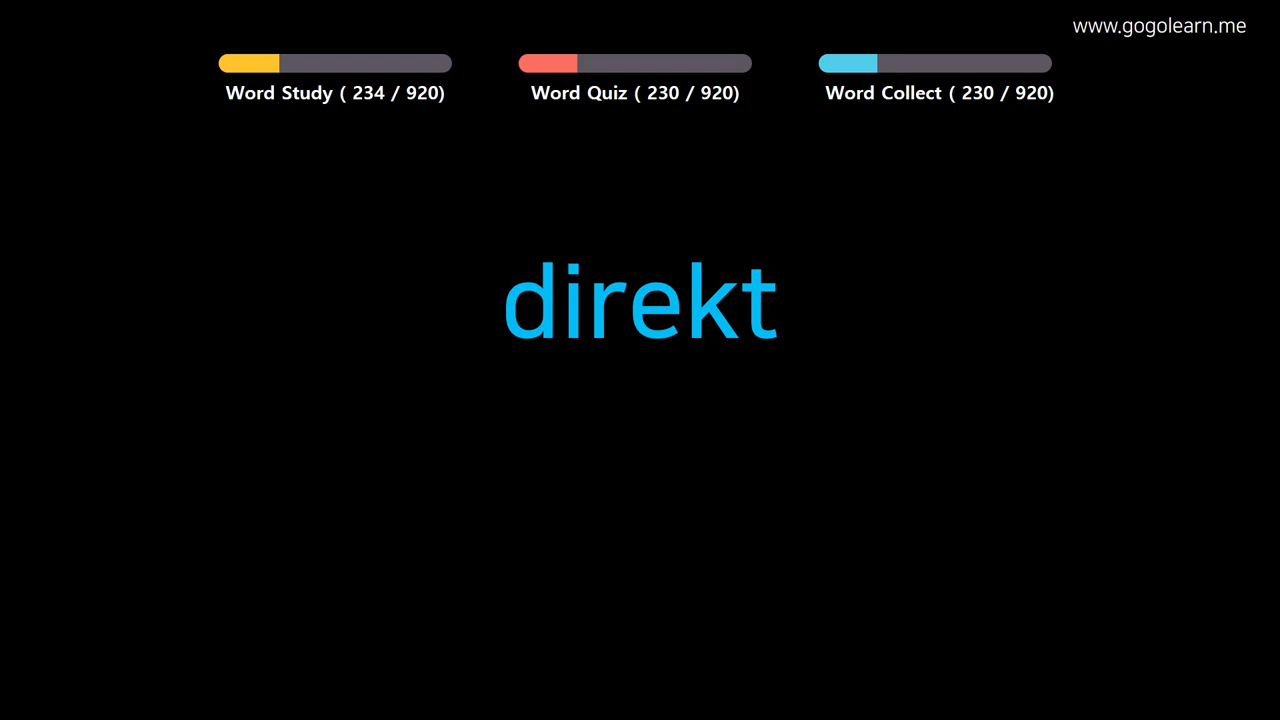 www.gogolearn.me
Word Study ( 234 / 920)
Word Quiz ( 230 / 920)
Word Collect ( 230 / 920)
direkt